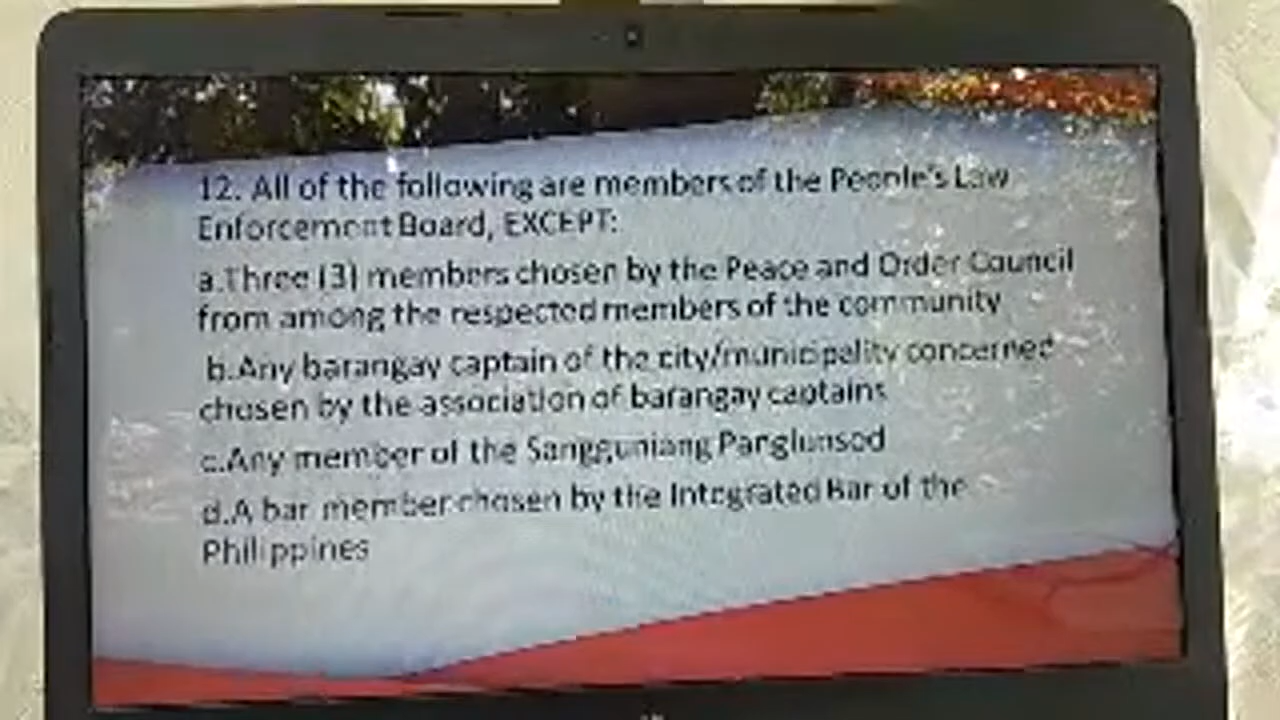 12. All of the following are members of the People's Law
Enforcement Board, EXCEPT:
a.Three (3) members chosen by the Peace and Order Council
from among the respected members of the community
b.Any barangay captain of the city/municipality concerned
chosen by the association of barangay captains
c.Any member of the Sangguniang Panglunsod
d.A bar member chosen by the Integrated Bar of the
Philippines